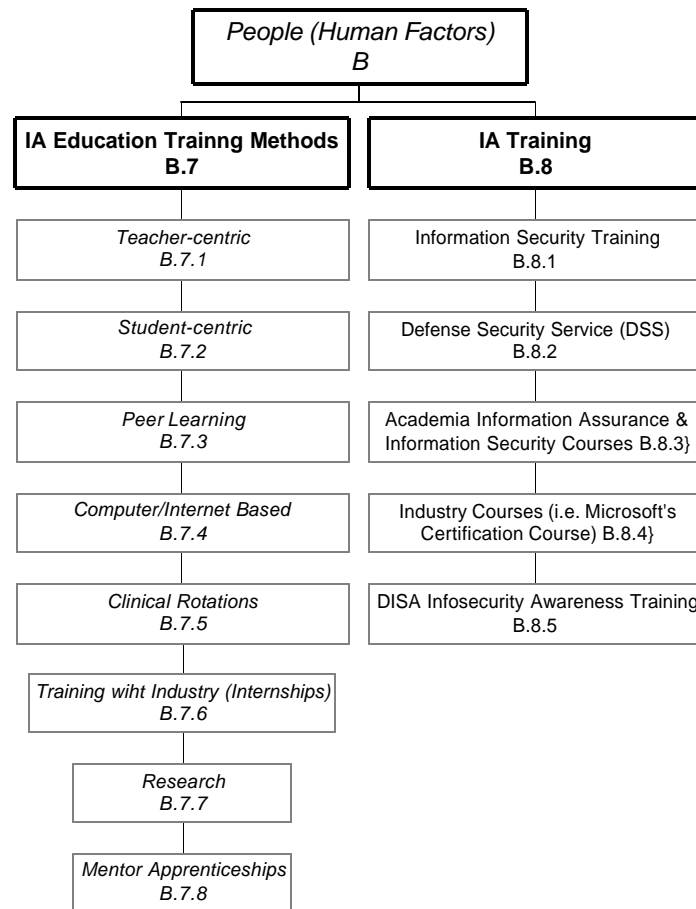 People (Human Factors)
B
IA Education Trainng Methods
B.7
Teacher-centric
B.7.1
Student-centric
B.7.2
Peer Learning
B.7.3
Computer/Internet Based
B.7.4
Clinical Rotations
B.7.5
Training wiht Industry (Internships)
B.7.6
Research
B.7.7
Mentor Apprenticeships
B.7.8
IA Training
B.8
Information Security Training
B.8.1
Defense Security Service (DSS)
B.8.2
Academia Information Assurance &
Information Security Courses B.8.3}
Industry Courses (i.e. Microsoft's
Certification Course) B.8.4}
DISA Infosecurity Awareness Training
B.8.5